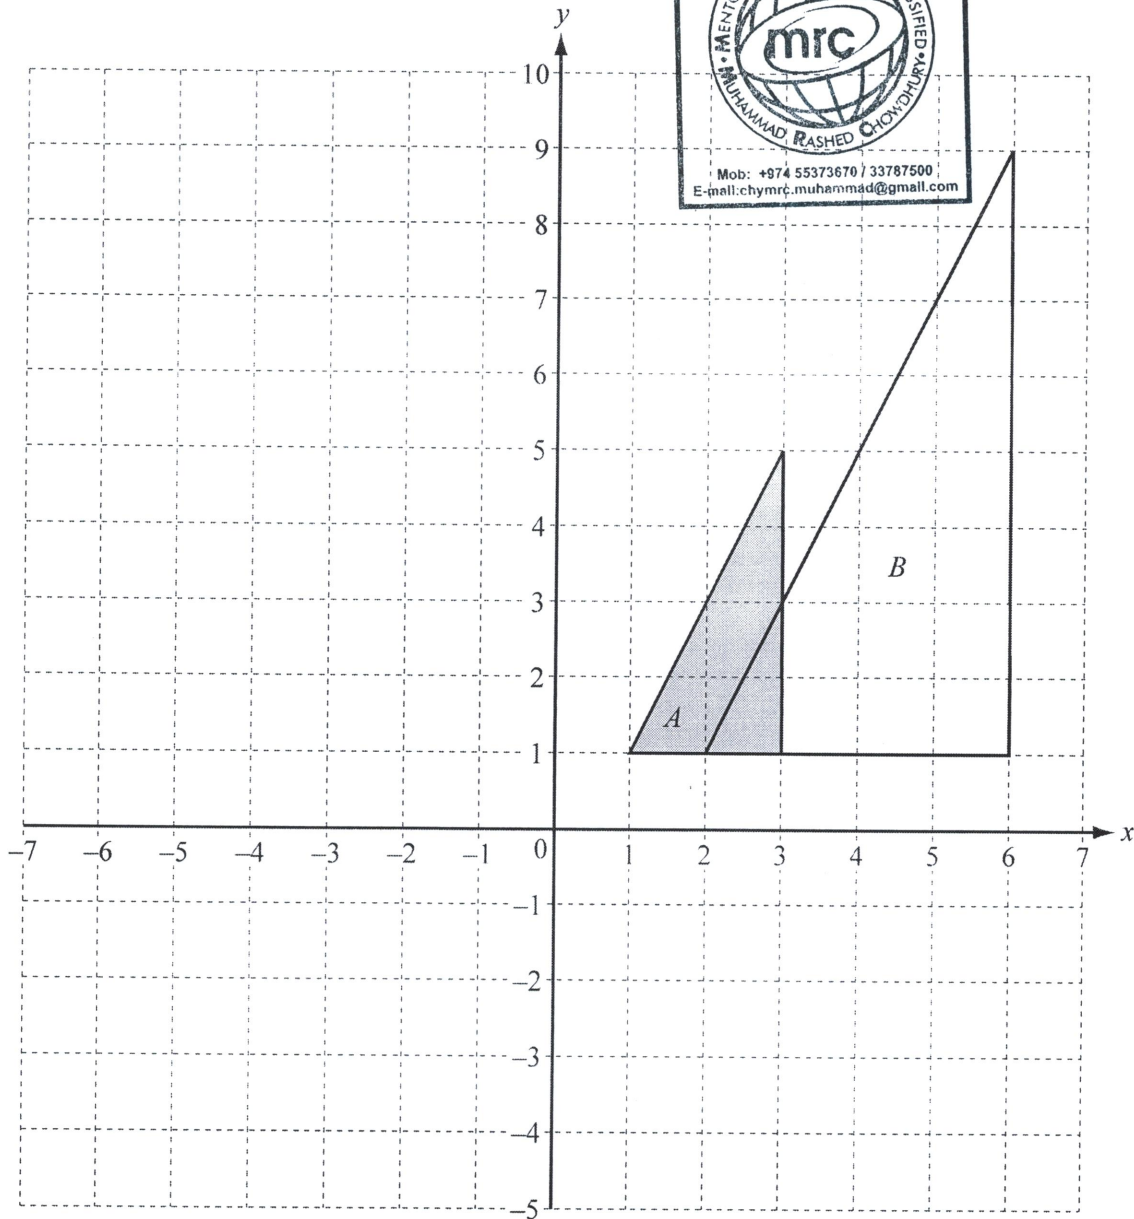 y
mrc
MUHAMMAD RASHED CHOWDHURY
Mob: +974 55373670 / 33787500
E-mail:chymrc.muhammad@gmail.com
10
9
8
7
6
5
4
3
2
1
A
B
x
–7 –6 –5 –4 –3 –2 –1 0 1 2 3 4 5 6 7
–1
–2
–3
–4
–5